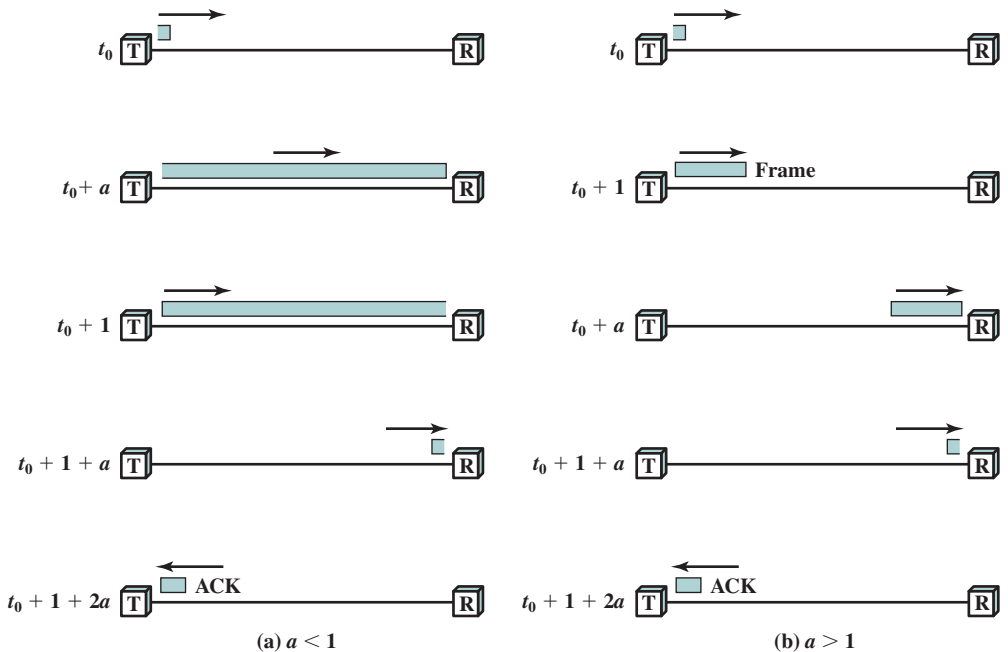 t0 T R
t0 + a T R
t0 + 1 T R
t0 + 1 + a T R
ACK
t0 + 1 + 2a T R
(a) a < 1
t0 T R
Frame
t0 + 1 T R
t0 + a T R
t0 + 1 + a T R
ACK
t0 + 1 + 2a T R
(b) a > 1